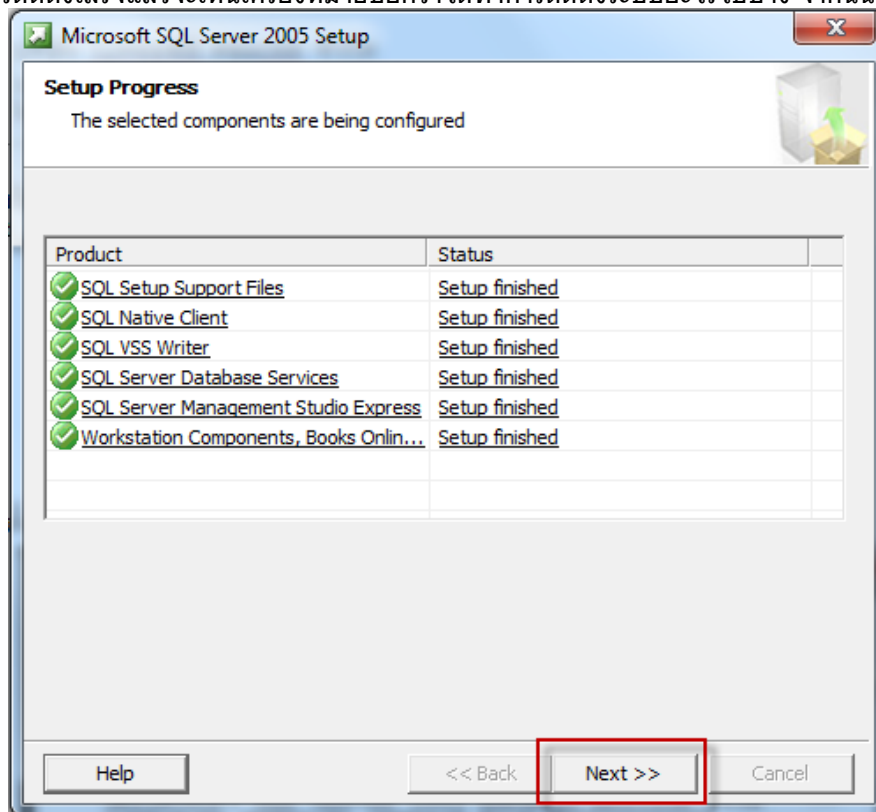 Microsoft SQL Server 2005 Setup
X
Setup Progress
The selected components are being configured
Product Status
SQL Setup Support Files Setup finished
SQL Native Client Setup finished
SQL VSS Writer Setup finished
SQL Server Database Services Setup finished
SQL Server Management Studio Express Setup finished
Workstation Components, Books Onlin... Setup finished
Help << Back Next >> Cancel